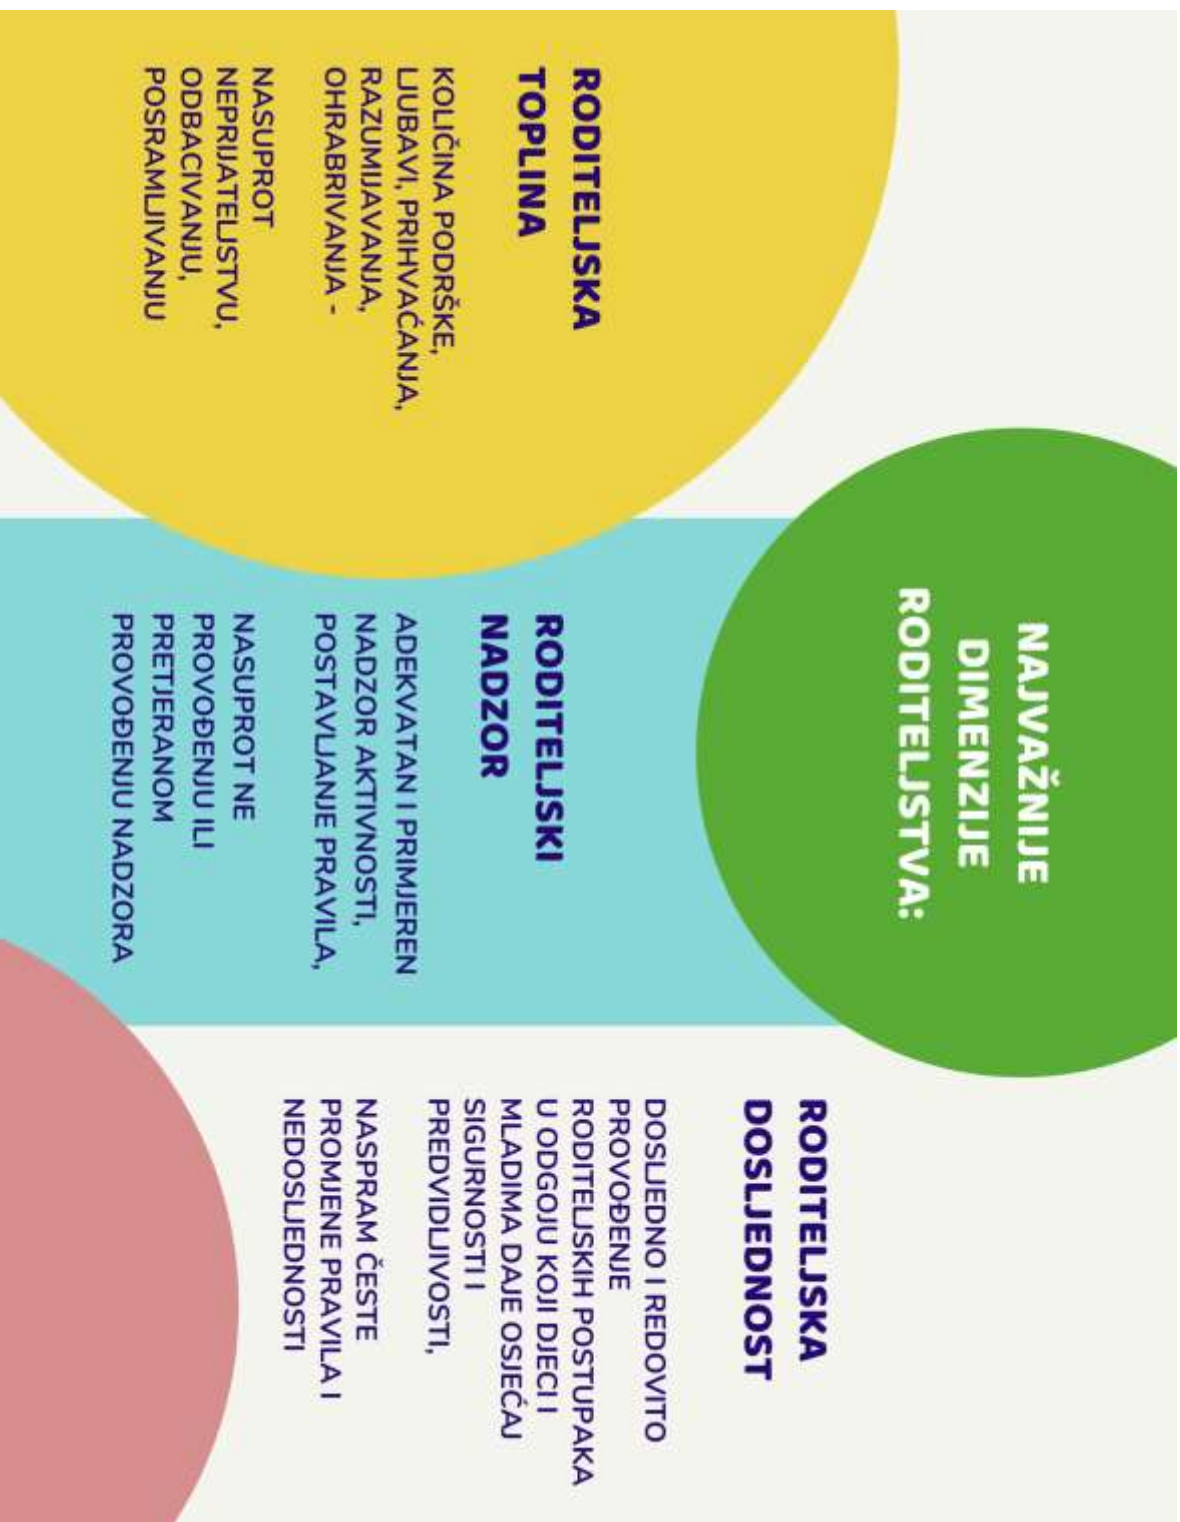 NAJVAŽNIJE
DIMENZIJE
RODITELJSTVA:
RODITELJSKA
TOPLINA
KOLIČINA PODRŠKE,
LJUBAVI, PRIHVAĆANJA,
RAZUMIJAVANJA,
OHRABRIVANJA -
NASUPROT
NEPRIJATELJSTVU,
ODBACIVANJU,
POSRAMLJIVANJU
RODITELJSKI
NADZOR
ADEKVATAN I PRIMJEREN
NADZOR AKTIVNOSTI,
POSTAVLJANJE PRAVILA,
NASUPROT NE
PROVOĐENJU ILI
PRETJERANOM
PROVOĐENJU NADZORA
RODITELJSKA
DOSLJEDNOST
DOSLJEDNO I REDOVITO
PROVOĐENJE
RODITELJSKIH POSTUPAKA
U ODGOJU KOJI DJECI I
MLADIMA DAJE OSJEĆAJ
SIGURNOSTI I
PREDVIDLJIVOSTI,
NASPRAM ČESTE
PROMJENE PRAVILA I
NEDOSLJEDNOSTI